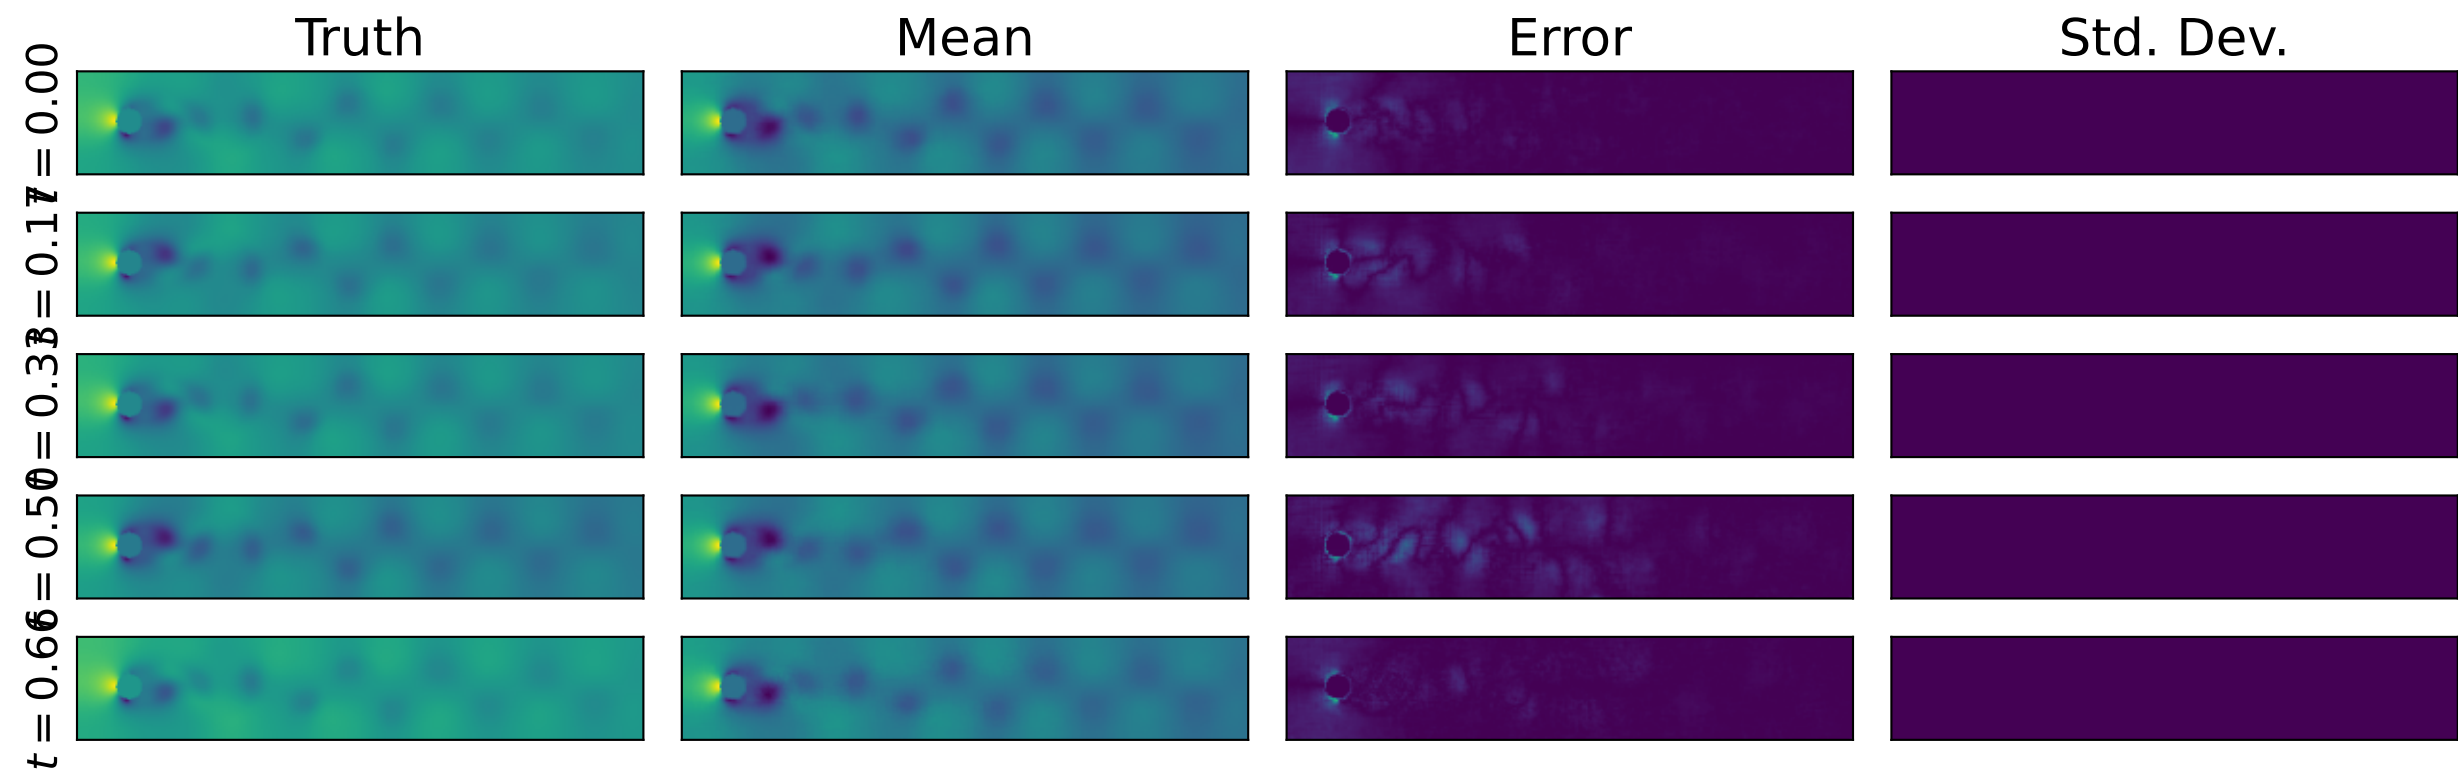 Truth Mean Error Std. Dev.
t = 0.00
t = 0.17
t = 0.33
t = 0.50
t = 0.66